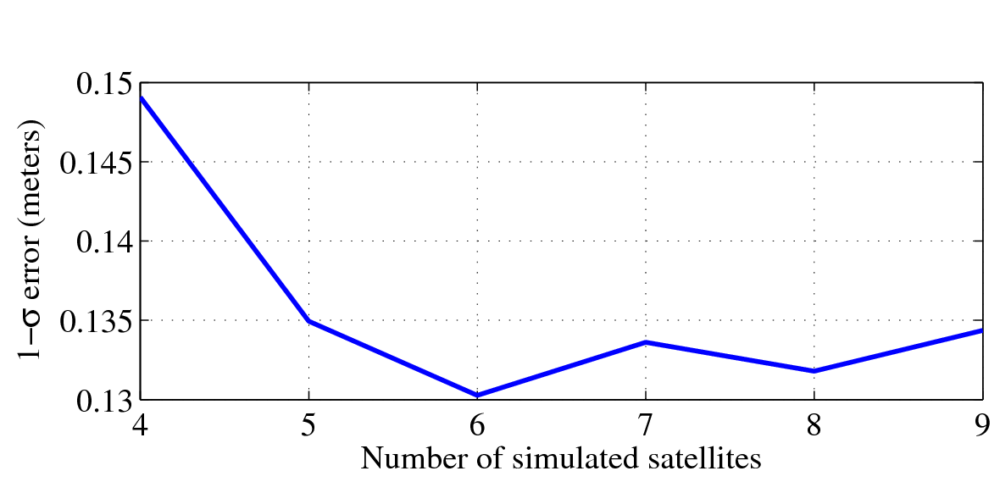 0.15
0.145
0.14
0.135
0.13
1−σ error (meters)
4 5 6 7 8 9
Number of simulated satellites